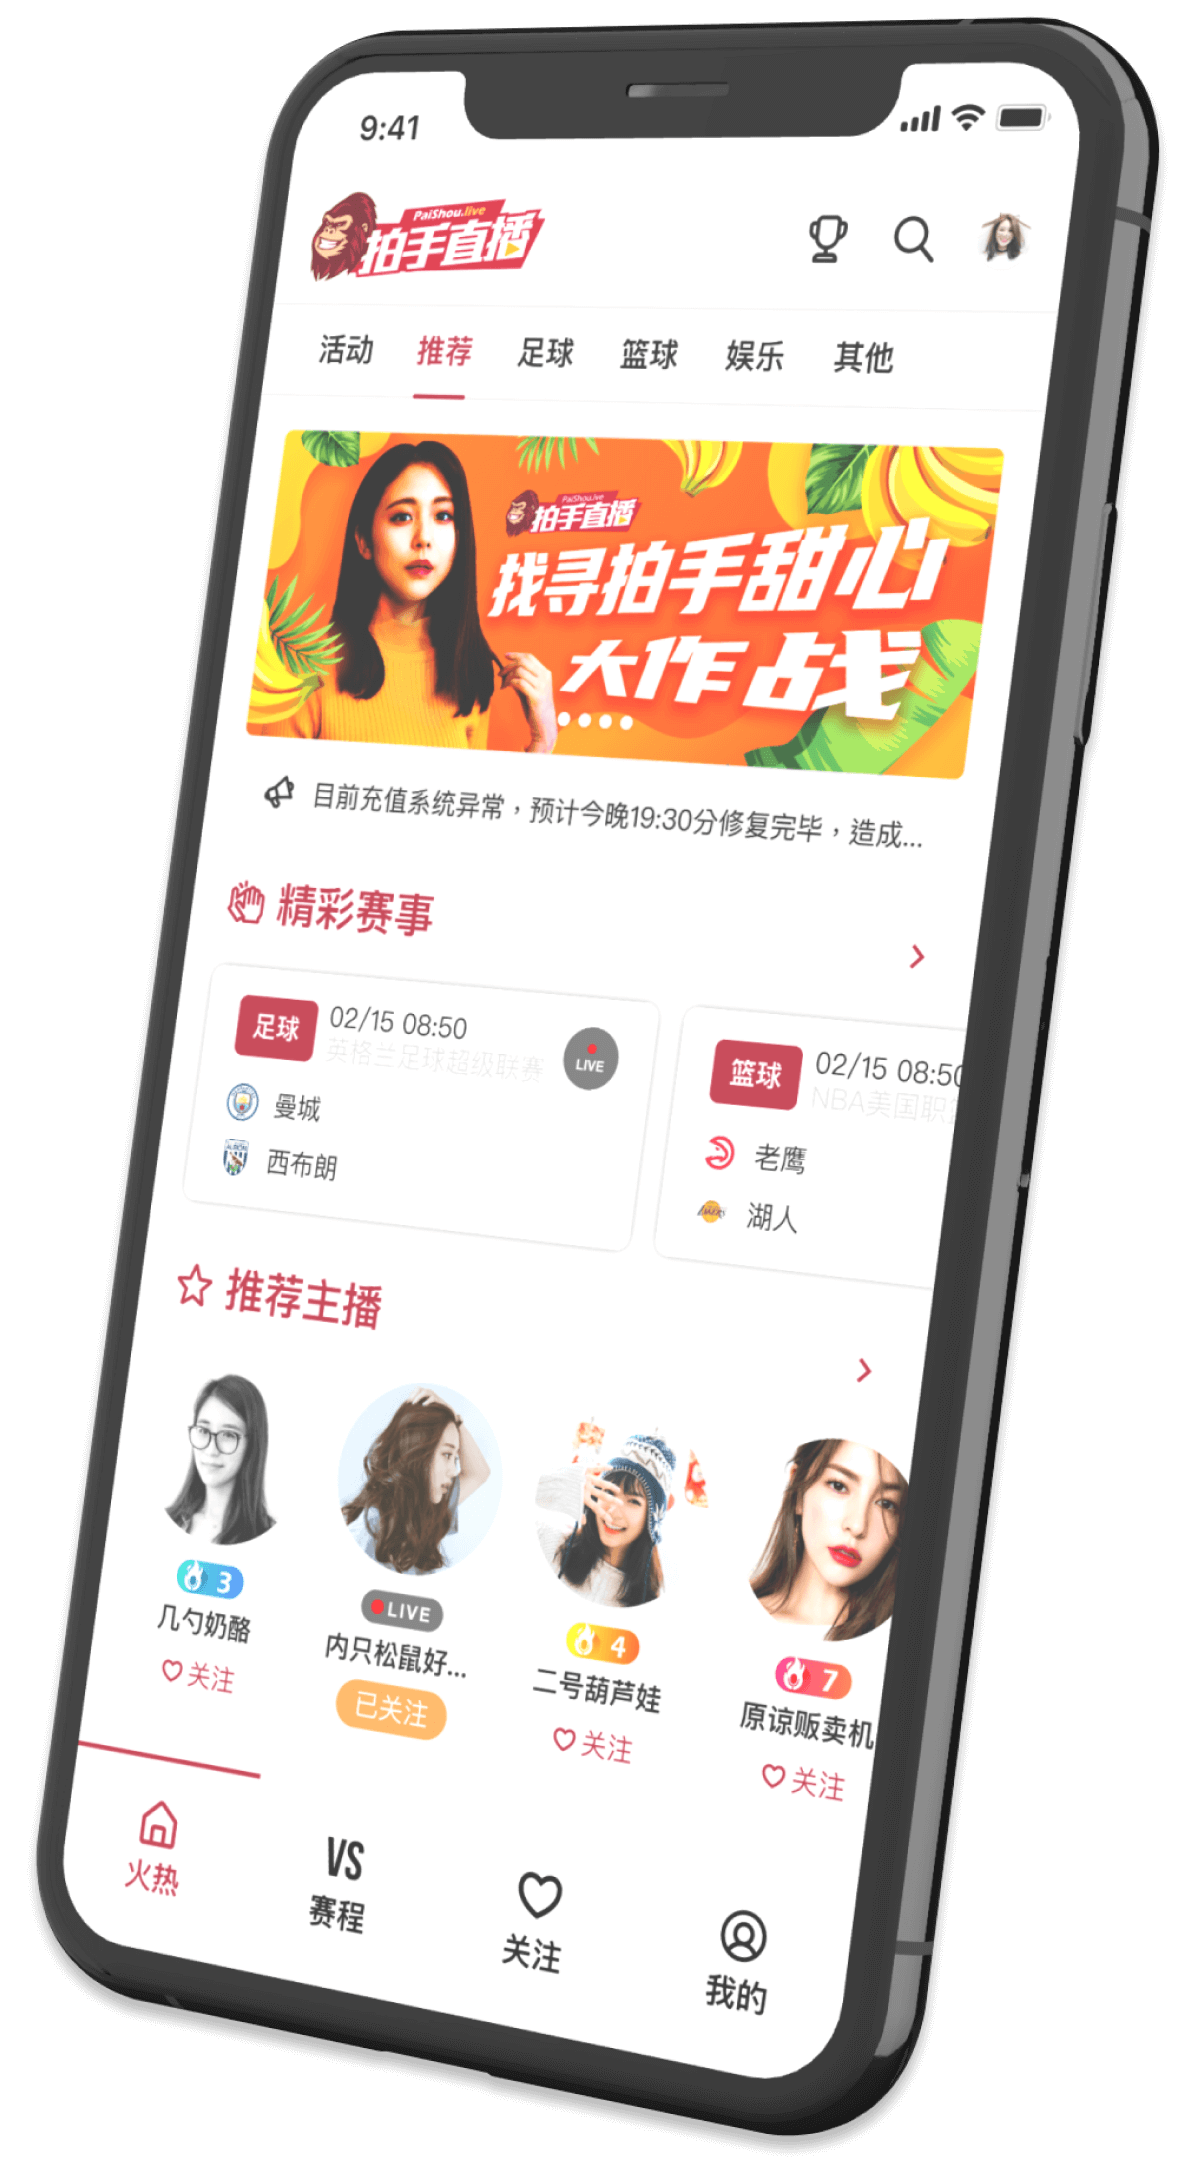 9:41
PaiShou.live
拍手直播
活动 推荐 足球 篮球 娱乐 其他
PaiShou.live
拍手直播
找寻拍手甜心
大作战
目前充值系统异常，预计今晚19:30分修复完毕，造成...
精彩赛事
足球 02/15 08:50
英格兰足球超级联赛
LIVE
曼城
西布朗
篮球 02/15 08:50
NBA美国职
老鹰
湖人
推荐主播
3
几勺奶酪
关注
LIVE
内只松鼠好...
已关注
4
二号葫芦娃
关注
7
原谅贩卖机
关注
火热
VS
赛程
关注
我的